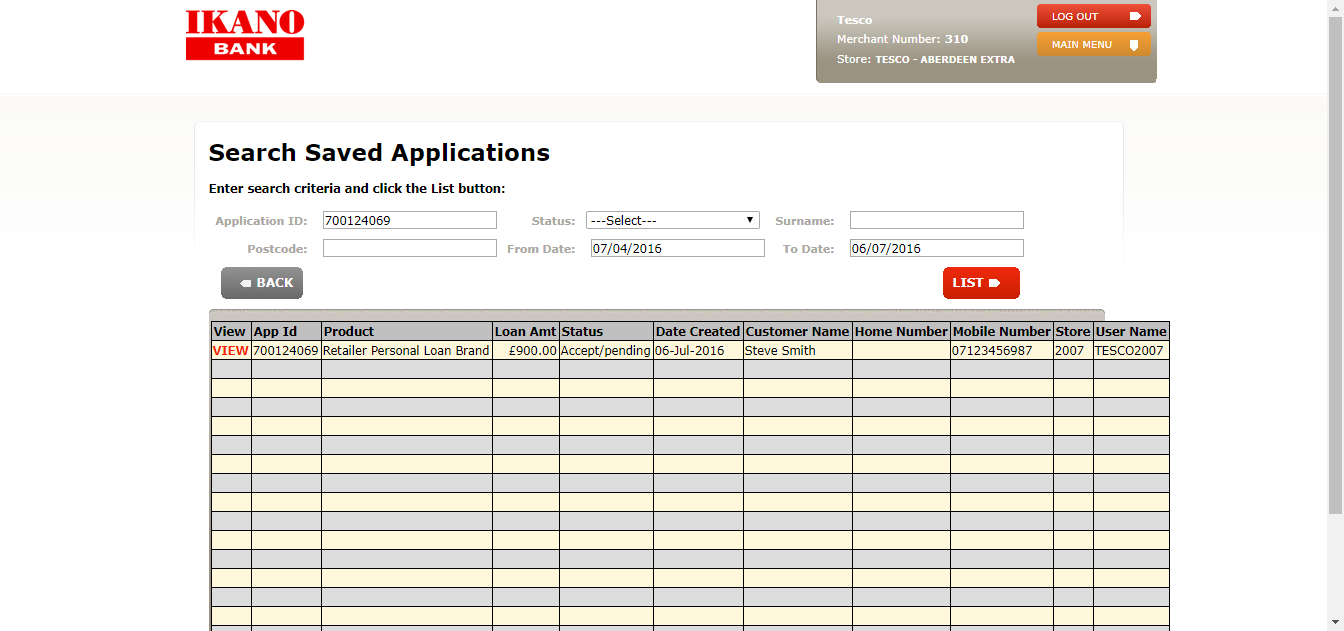 IKANO
BANK
Tesco
Merchant Number: 310
Store: TESCO - ABERDEEN EXTRA
LOG OUT
MAIN MENU
Search Saved Applications
Enter search criteria and click the List button:
Application ID: 700124069 Status: ---Select--- Surname:
Postcode: From Date: 07/04/2016 To Date: 06/07/2016
BACK LIST
View App Id Product Loan Amt Status Date Created Customer Name Home Number Mobile Number Store User Name
VIEW 700124069 Retailer Personal Loan Brand £900.00 Accept/pending 06-Jul-2016 Steve Smith 07123456987 2007 TESCO2007